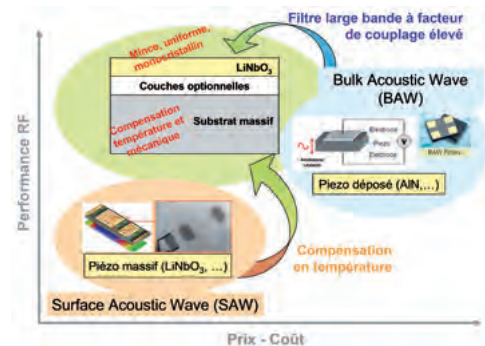 Filtre large bande à facteur
de couplage élevé
Mince, uniforme,
monocristallin
LiNbO3
Couches optionnelles
Compensation
température et
mécanique
Substrat massif
Bulk Acoustic Wave
(BAW)
Electrode
Piezo
Electrode
V
BAW Filters
Piezo déposé (AlN,...)
Piézo massif (LiNbO3, ...)
Compensation
en température
Surface Acoustic Wave (SAW)
Performance RF
Prix - Coût